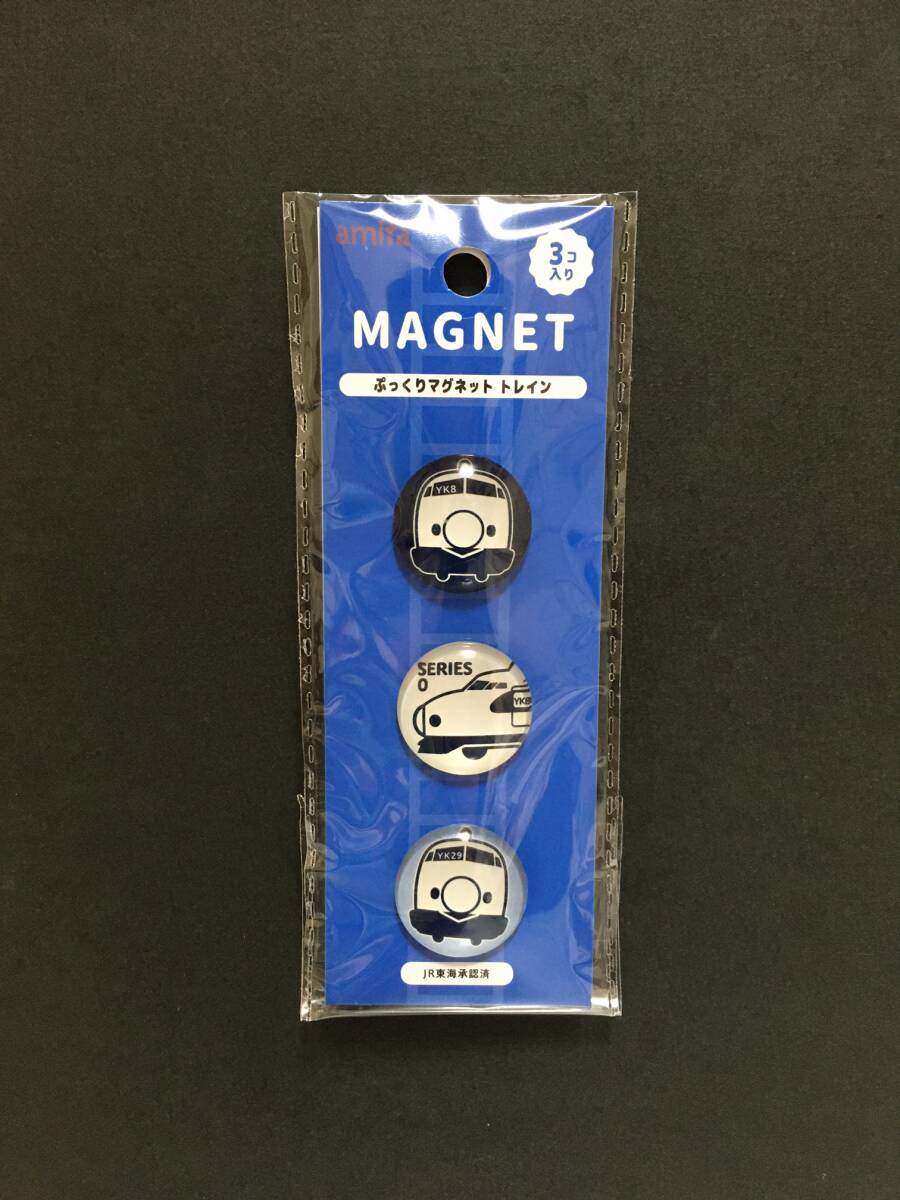 amifa
3コ
入り
MAGNET
ぷっくりマグネット トレイン
YK8
SERIES
0
YK8
YK29
JR東海承認済